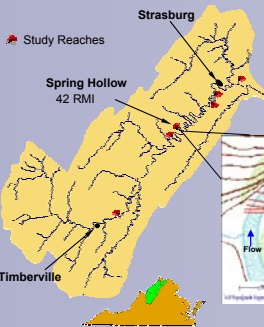 Strasburg
Study Reaches
Spring Hollow
42 RMI
Flow
Timberville